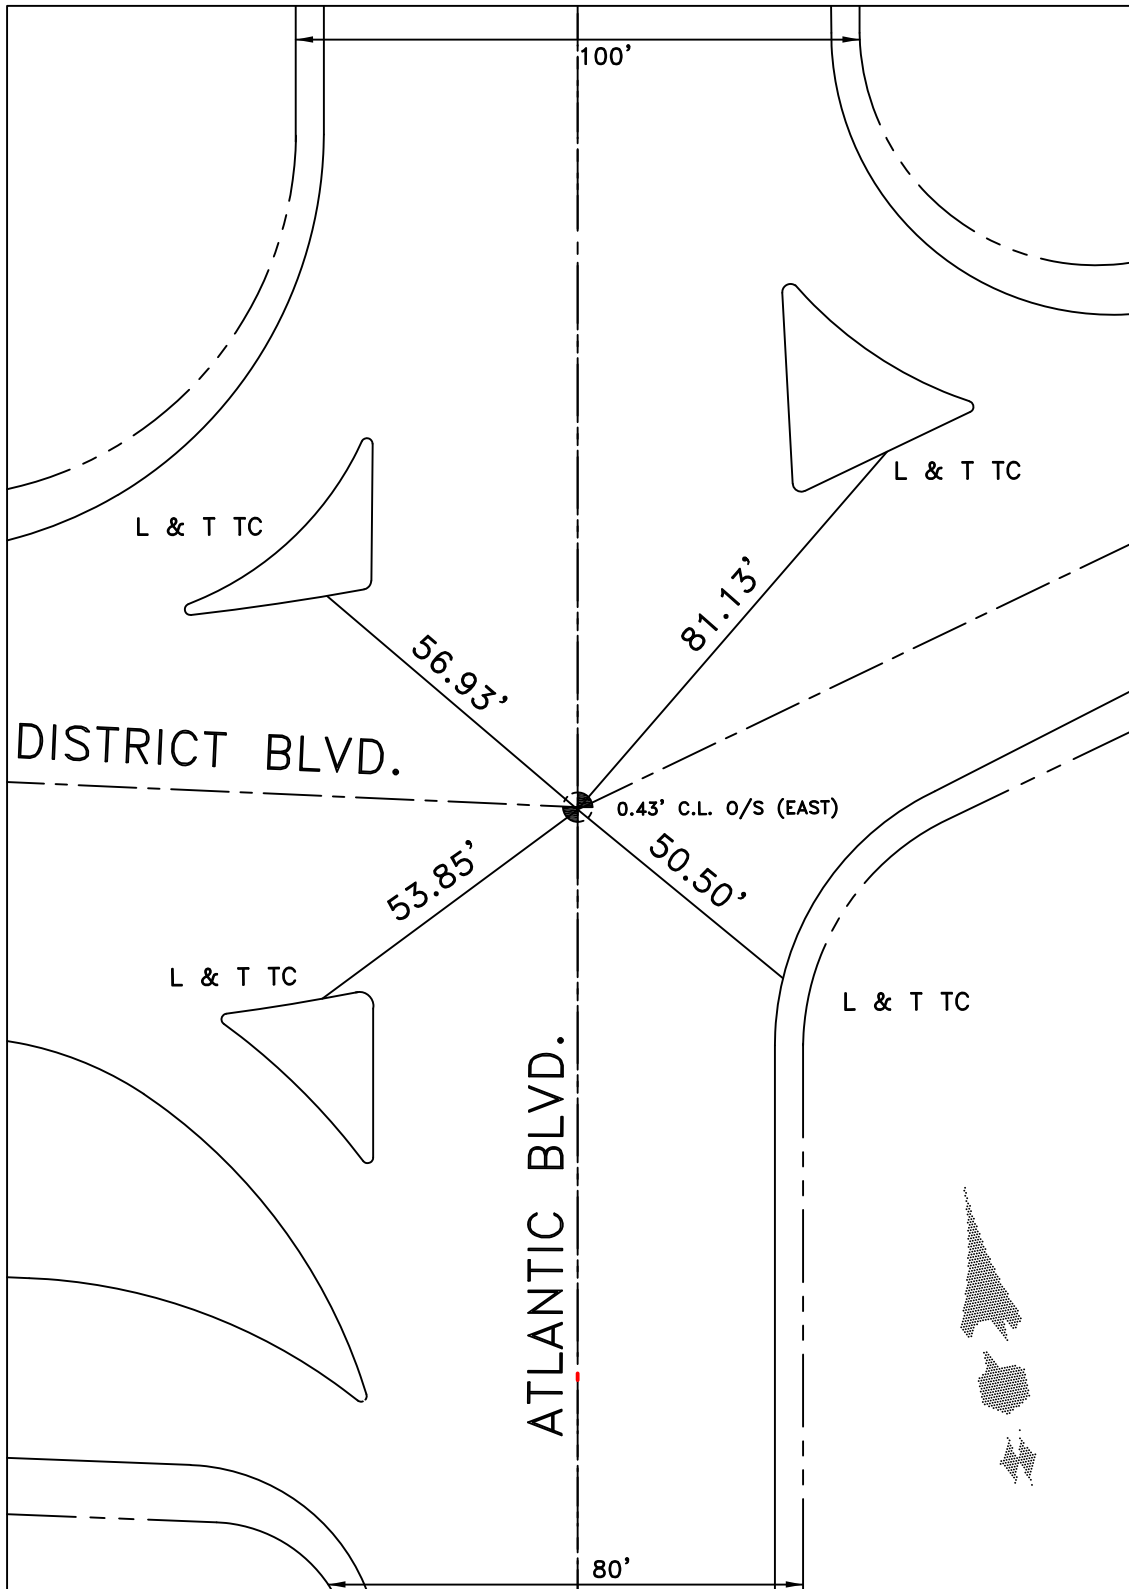 100'
L & T TC
L & T TC
81.13'
56.93'
DISTRICT BLVD.
0.43' C.L. O/S (EAST)
53.85'
50.50'
L & T TC
L & T TC
ATLANTIC BLVD.
80'